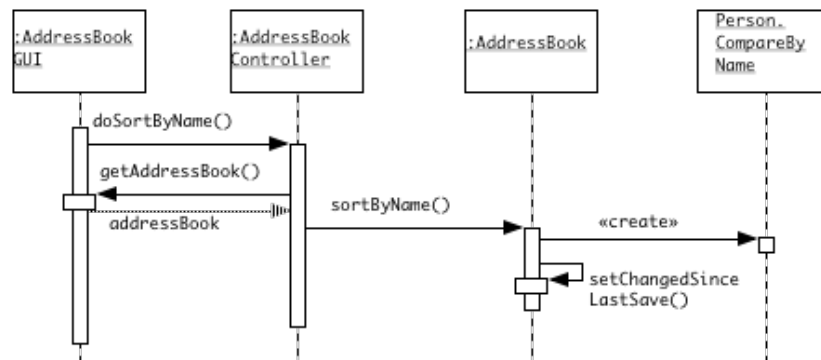 :AddressBook
GUI
:AddressBook
Controller
:AddressBook
Person.
CompareBy
Name
doSortByName()
getAddressBook()
addressBook
sortByName()
«create»
setChangedSince
LastSave()